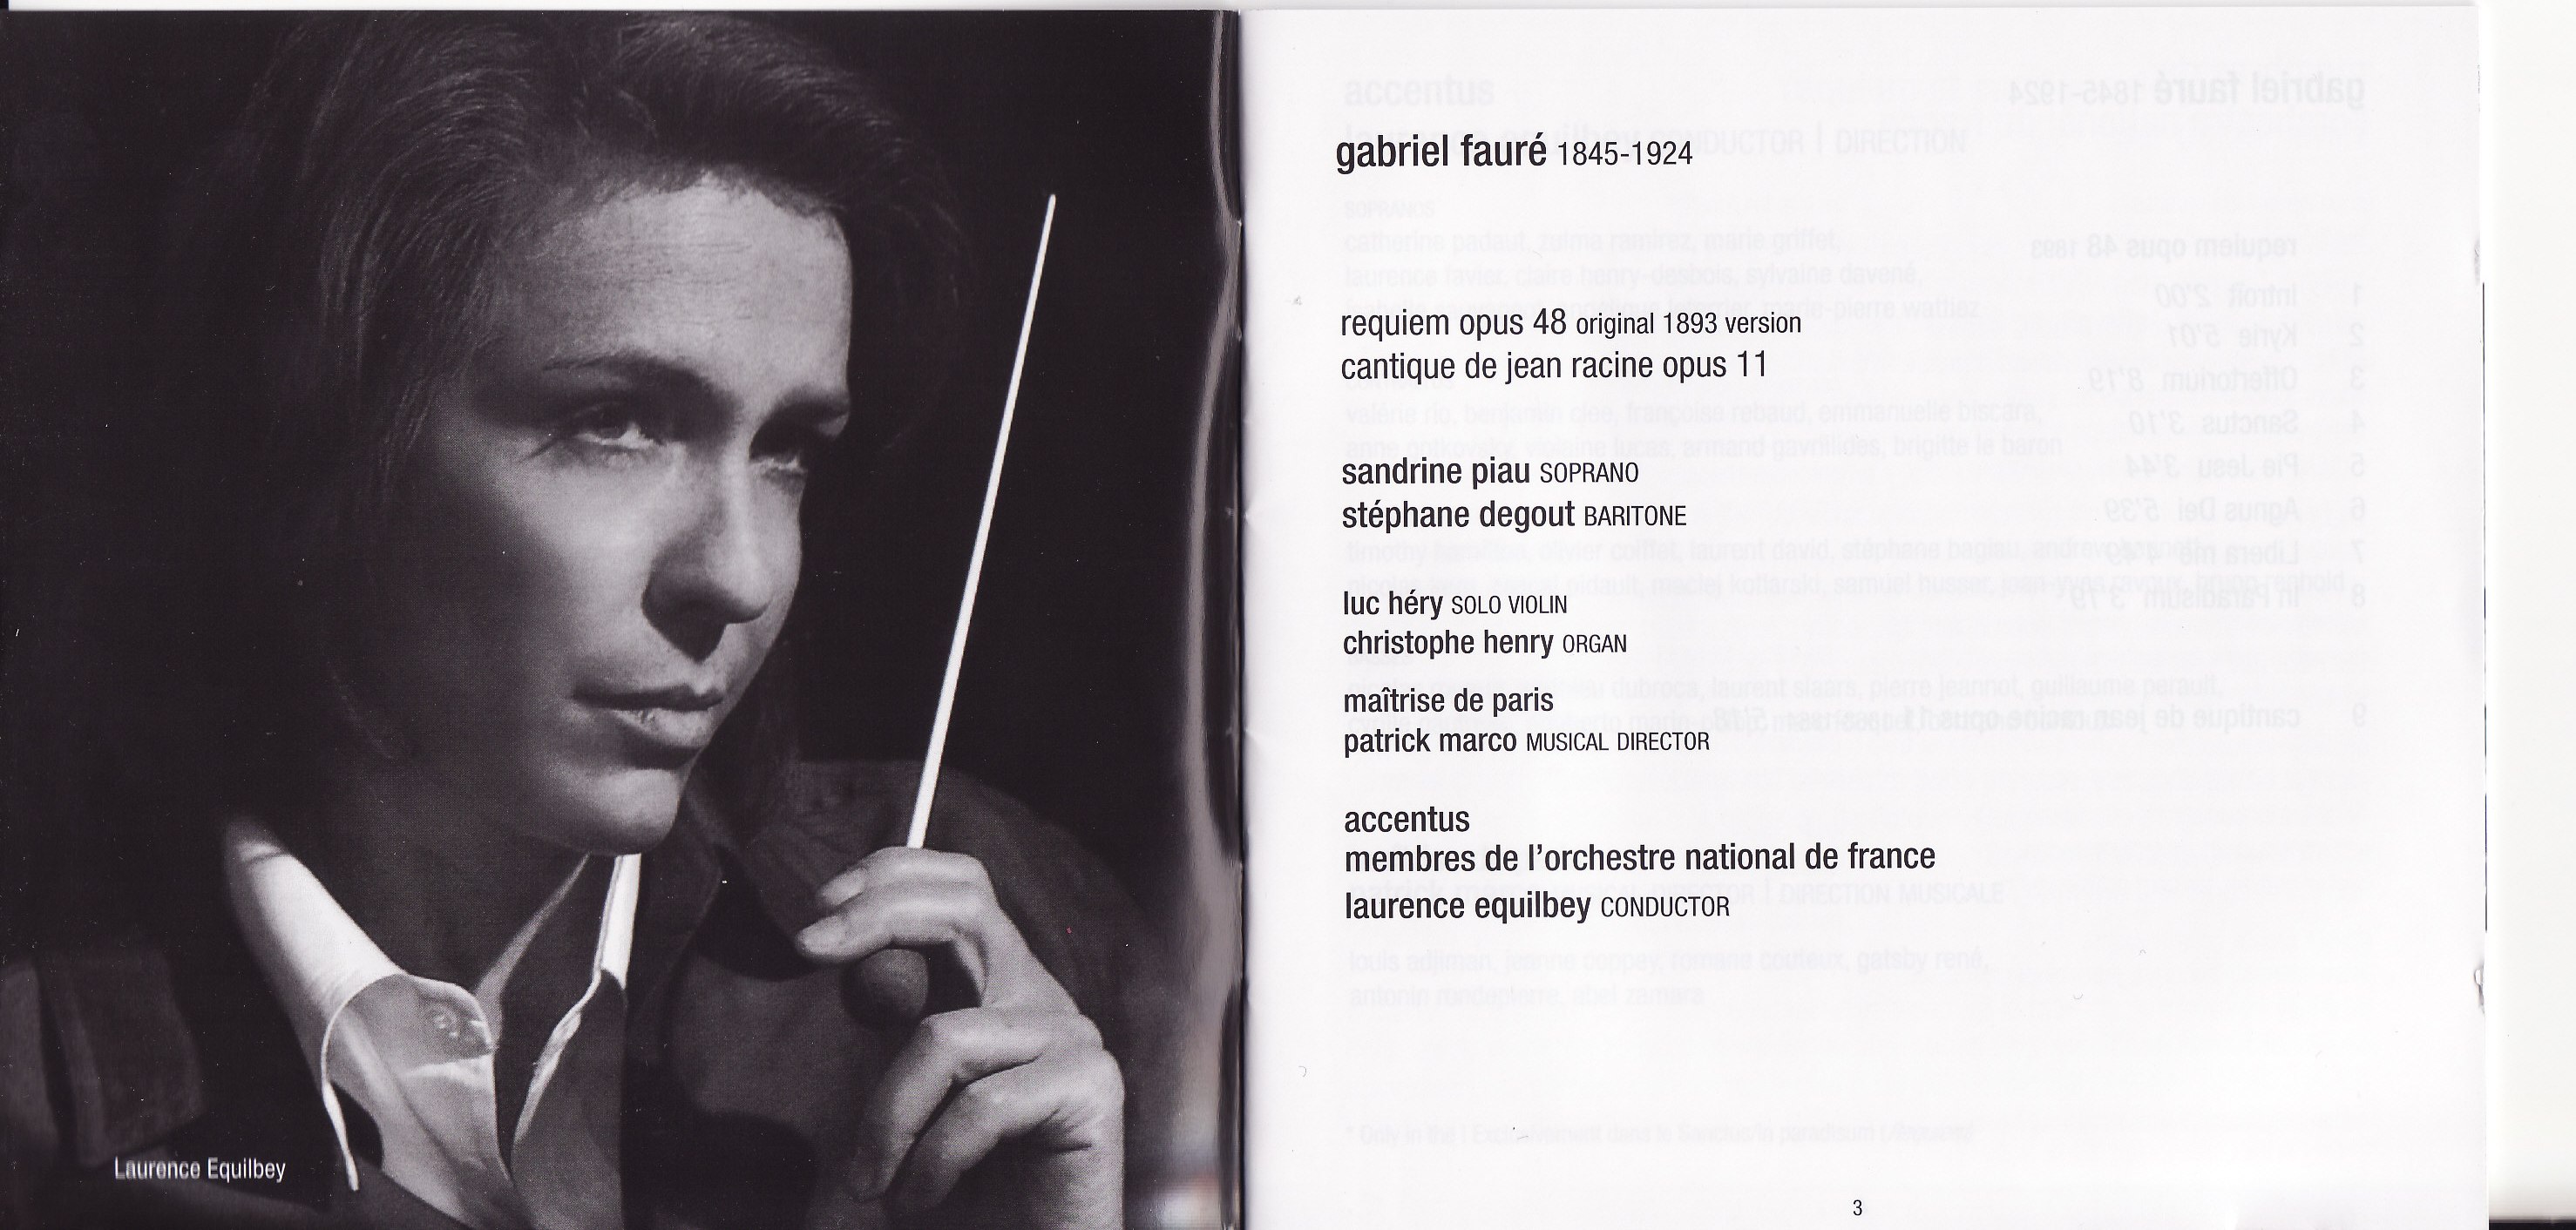 Laurence Equilbey
gabriel fauré 1845-1924
requiem opus 48 original 1893 version
cantique de jean racine opus 11
sandrine piau SOPRANO
stéphane degout BARITONE
luc héry SOLO VIOLIN
christophe henry ORGAN
maîtrise de paris
patrick marco MUSICAL DIRECTOR
accentus
membres de l'orchestre national de france
laurence equilbey CONDUCTOR
3